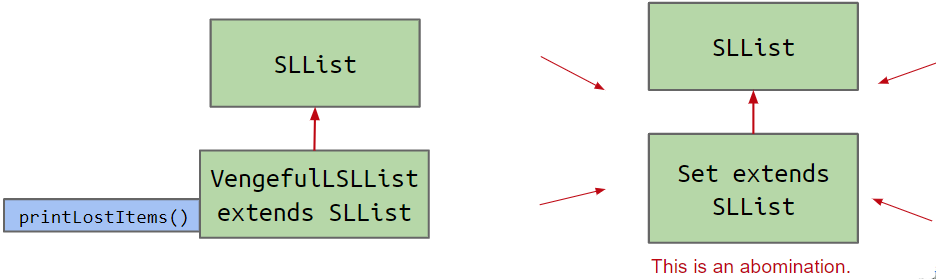 SLList
VengefulLSLList
extends SLList
printLostItems()
SLList
Set extends
SLList
This is an abomination.